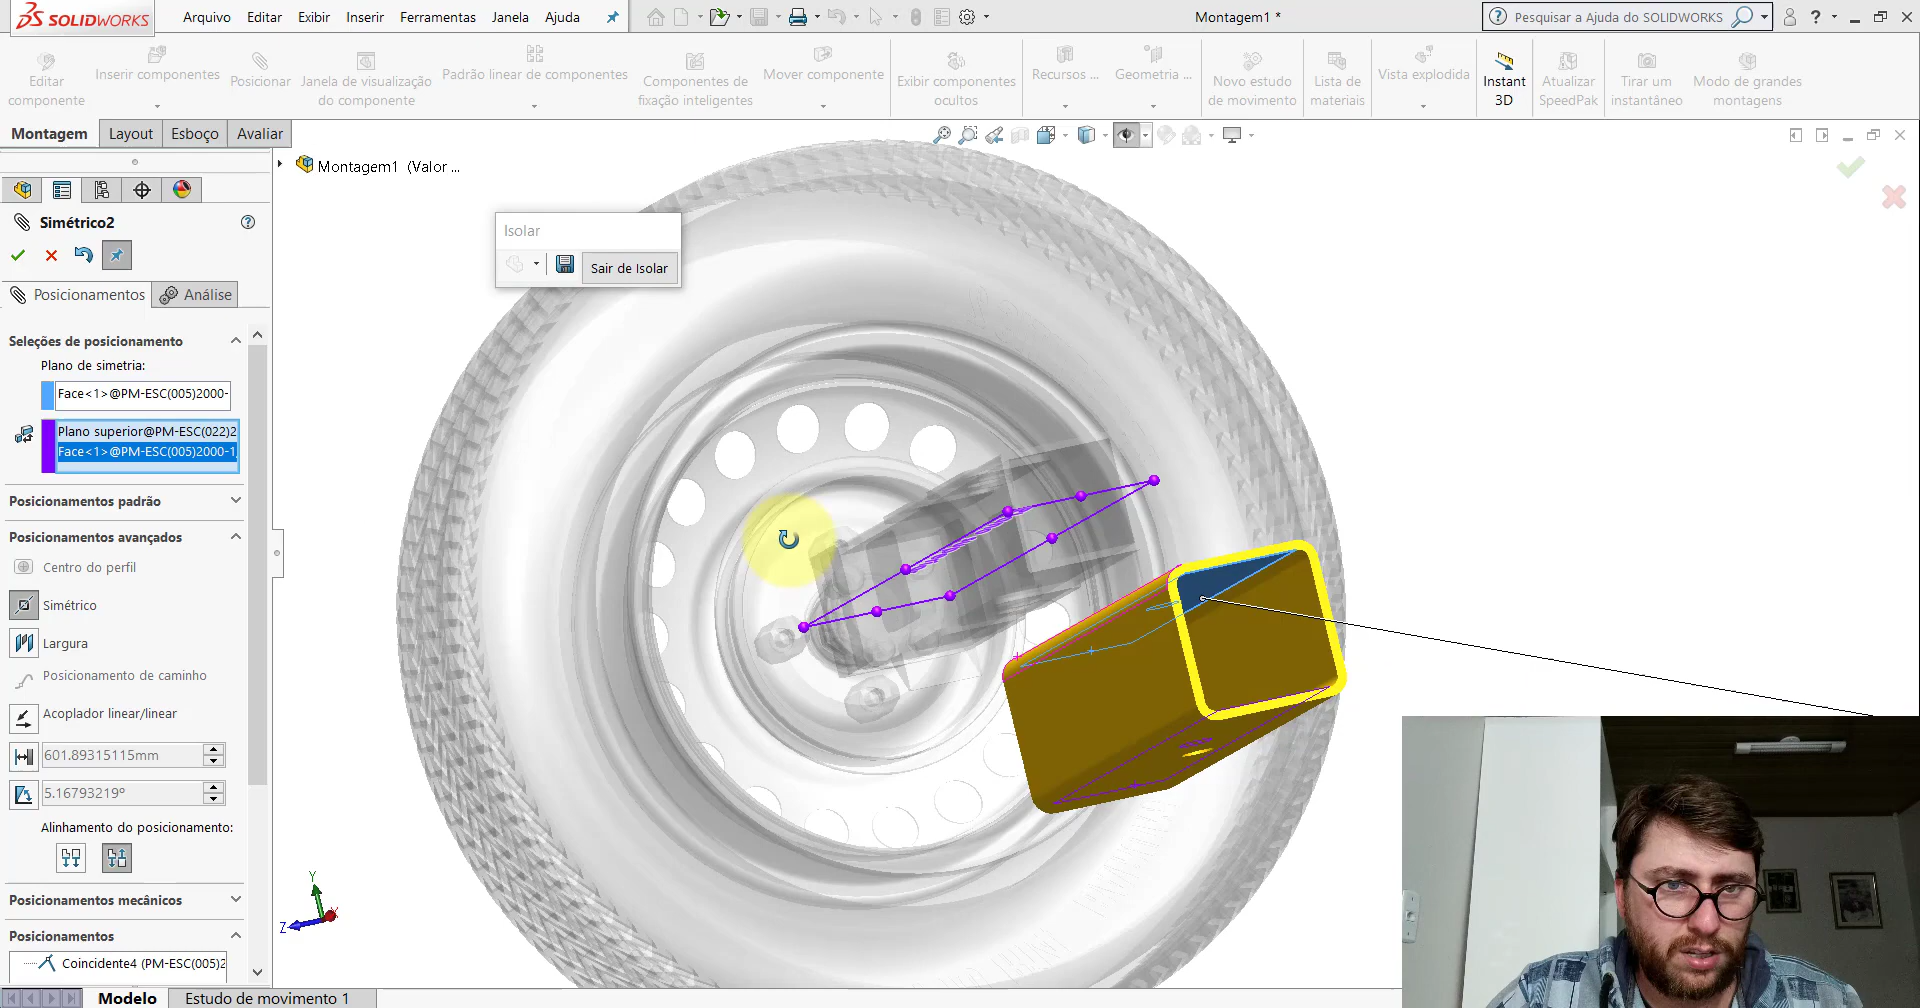 SOLIDWORKS
Arquivo Editar Exibir Inserir Ferramentas Janela Ajuda
Montagem1 *
Pesquisar a Ajuda do SOLIDWORKS
Editar componente
Inserir componentes
Posicionar
Janela de visualização do componente
Padrão linear de componentes
Componentes de fixação inteligentes
Mover componente
Exibir componentes ocultos
Recursos ...
Geometria ...
Novo estudo de movimento
Lista de materiais
Vista explodida
Instant 3D
Atualizar SpeedPak
Tirar um instantâneo
Modo de grandes montagens
Montagem Layout Esboço Avaliar
Montagem1 (Valor ...
Simétrico2
Isolar
Sair de Isolar
Posicionamentos Análise
Seleções de posicionamento
Plano de simetria:
Face<1>@PM-ESC(005)2000-
Plano superior@PM-ESC(022)2
Face<1>@PM-ESC(005)2000-1
Posicionamentos padrão
Posicionamentos avançados
Centro do perfil
Simétrico
Largura
Posicionamento de caminho
Acoplador linear/linear
601.89315115mm
5.16793219º
Alinhamento do posicionamento:
Posicionamentos mecânicos
Posicionamentos
Coincidente4 (PM-ESC(005)2
Y
Z
Modelo Estudo de movimento 1